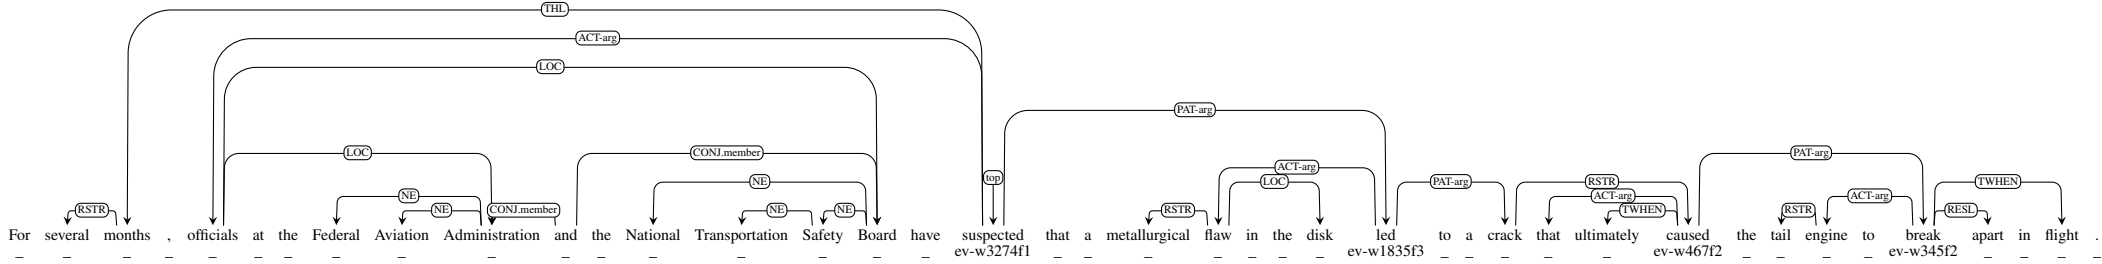 THL
ACT-arg
LOC
PAT-arg
LOC CONJ.member PAT-arg
ACT-arg
top
NE LOC PAT-arg RSTR TWHEN
NE ACT-arg ACT-arg
RSTR NE CONJ.member NE NE RSTR TWHEN RSTR RESL
For several months , officials at the Federal Aviation Administration and the National Transportation Safety Board have suspected that a metallurgical flaw in the disk led to a crack that ultimately caused the tail engine to break apart in flight .
_ _ _ _ _ _ _ _ _ _ _ _ _ _ _ _ _ ev-w3274f1 _ _ _ _ _ _ _ ev-w1835f3 _ _ _ _ _ ev-w467f2 _ _ _ _ ev-w345f2 _ _ _ _